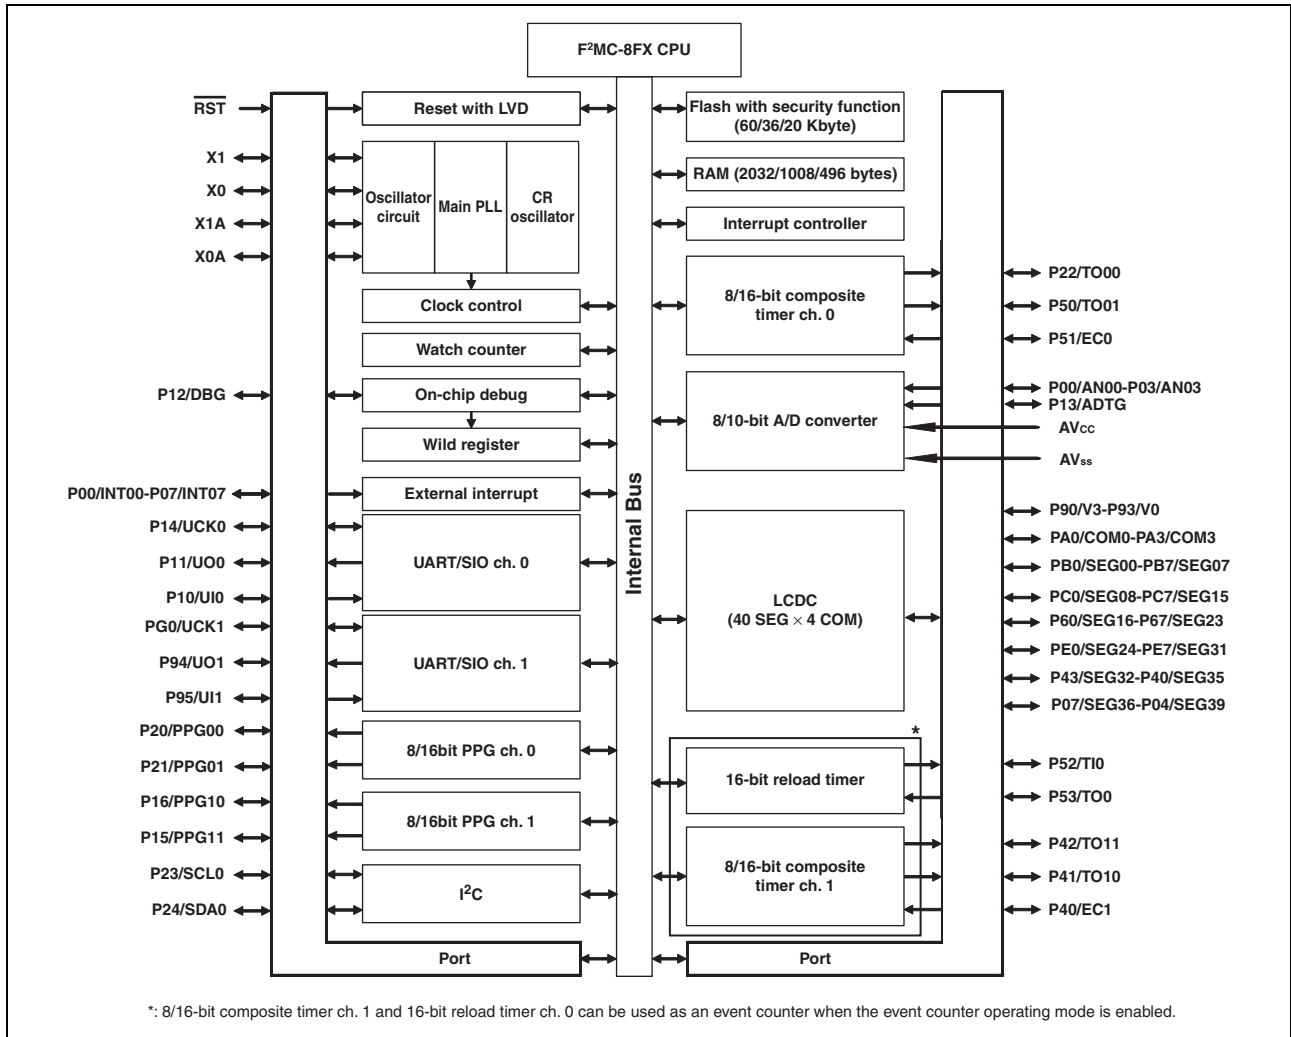 F²MC-8FX CPU
RST
X1
X0
X1A
X0A
P12/DBG
P00/INT00-P07/INT07
P14/UCK0
P11/UO0
P10/UI0
PG0/UCK1
P94/UO1
P95/UI1
P20/PPG00
P21/PPG01
P16/PPG10
P15/PPG11
P23/SCL0
P24/SDA0
Reset with LVD
Oscillator
circuit
Main PLL
CR
oscillator
Clock control
Watch counter
On-chip debug
Wild register
External interrupt
UART/SIO ch. 0
UART/SIO ch. 1
8/16bit PPG ch. 0
8/16bit PPG ch. 1
I²C
Port
Internal Bus
Flash with security function
(60/36/20 Kbyte)
RAM (2032/1008/496 bytes)
Interrupt controller
8/16-bit composite
timer ch. 0
8/10-bit A/D converter
LCDC
(40 SEG × 4 COM)
*
16-bit reload timer
8/16-bit composite
timer ch. 1
Port
P22/TO00
P50/TO01
P51/EC0
P00/AN00-P03/AN03
P13/ADTG
AVCC
AVss
P90/V3-P93/V0
PA0/COM0-PA3/COM3
PB0/SEG00-PB7/SEG07
PC0/SEG08-PC7/SEG15
P60/SEG16-P67/SEG23
PE0/SEG24-PE7/SEG31
P43/SEG32-P40/SEG35
P07/SEG36-P04/SEG39
P52/TI0
P53/TO0
P42/TO11
P41/TO10
P40/EC1
*: 8/16-bit composite timer ch. 1 and 16-bit reload timer ch. 0 can be used as an event counter when the event counter operating mode is enabled.